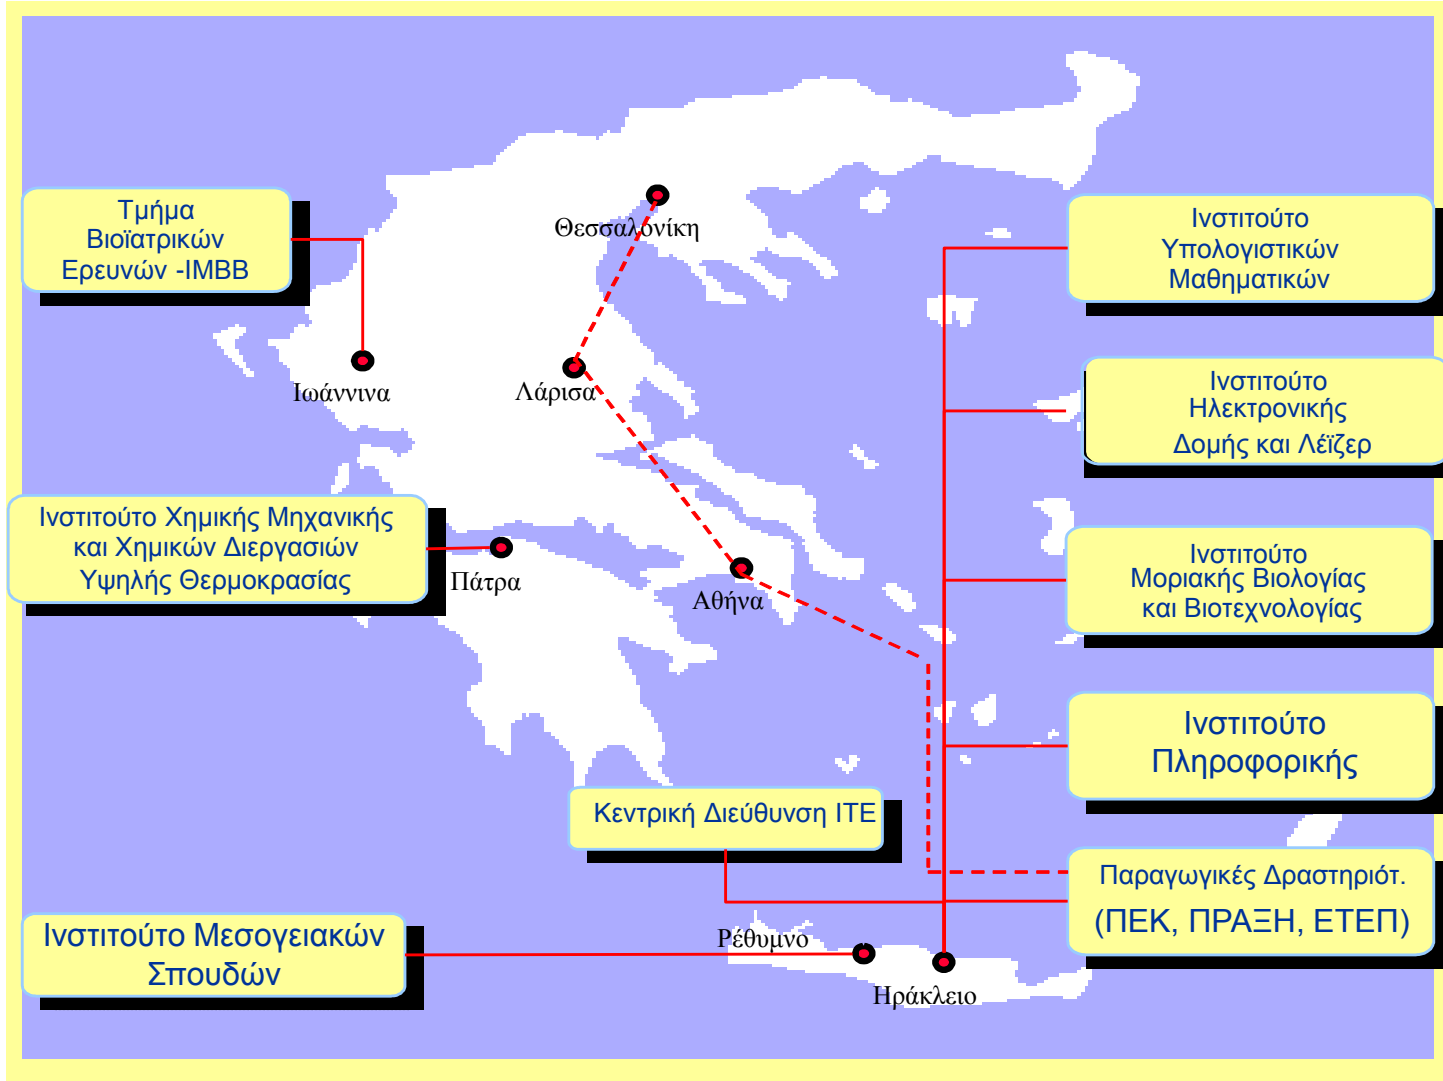 Θεσσαλονίκη
Τμήμα
Βιοϊατρικών
Ερευνών -ΙΜΒΒ
Ινστιτούτο
Υπολογιστικών
Μαθηματικών
Ιωάννινα
Λάρισα
Ινστιτούτο
Ηλεκτρονικής
Δομής και Λέϊζερ
Ινστιτούτο Χημικής Μηχανικής
και Χημικών Διεργασιών
Υψηλής Θερμοκρασίας
Πάτρα
Αθήνα
Ινστιτούτο
Μοριακής Βιολογίας
και Βιοτεχνολογίας
Ινστιτούτο
Πληροφορικής
Κεντρική Διεύθυνση ΙΤΕ
Παραγωγικές Δραστηριότ.
(ΠΕΚ, ΠΡΑΞΗ, ΕΤΕΠ)
Ινστιτούτο Μεσογειακών
Σπουδών
Ρέθυμνο
Ηράκλειο